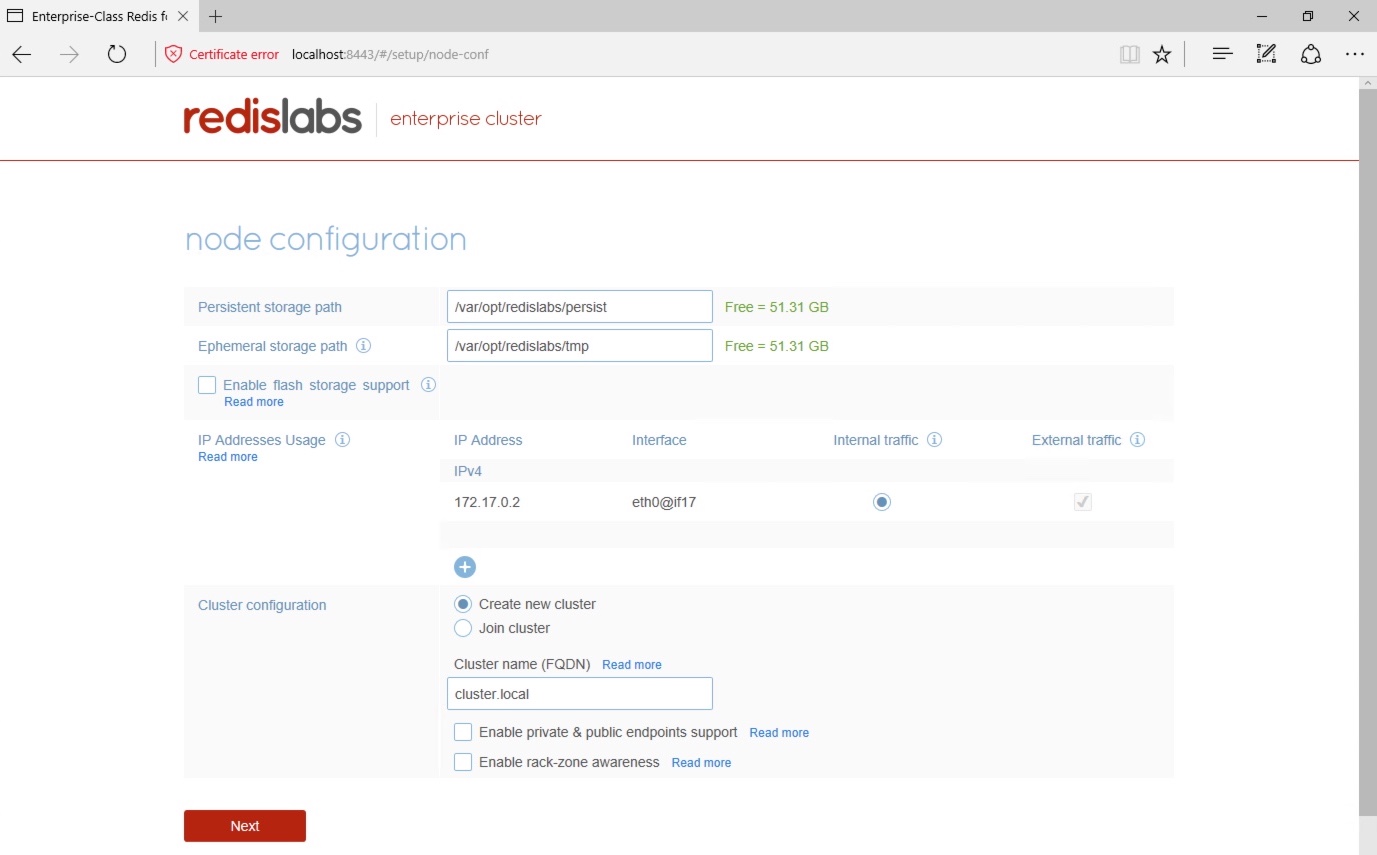 Enterprise-Class Redis f
Certificate error localhost:8443/#/setup/node-conf
redislabs enterprise cluster
node configuration
Persistent storage path /var/opt/redislabs/persist Free = 51.31 GB
Ephemeral storage path /var/opt/redislabs/tmp Free = 51.31 GB
Enable flash storage support
Read more
IP Addresses Usage IP Address Interface Internal traffic External traffic
Read more
IPv4
172.17.0.2 eth0@if17
Cluster configuration Create new cluster
Join cluster
Cluster name (FQDN) Read more
cluster.local
Enable private & public endpoints support Read more
Enable rack-zone awareness Read more
Next